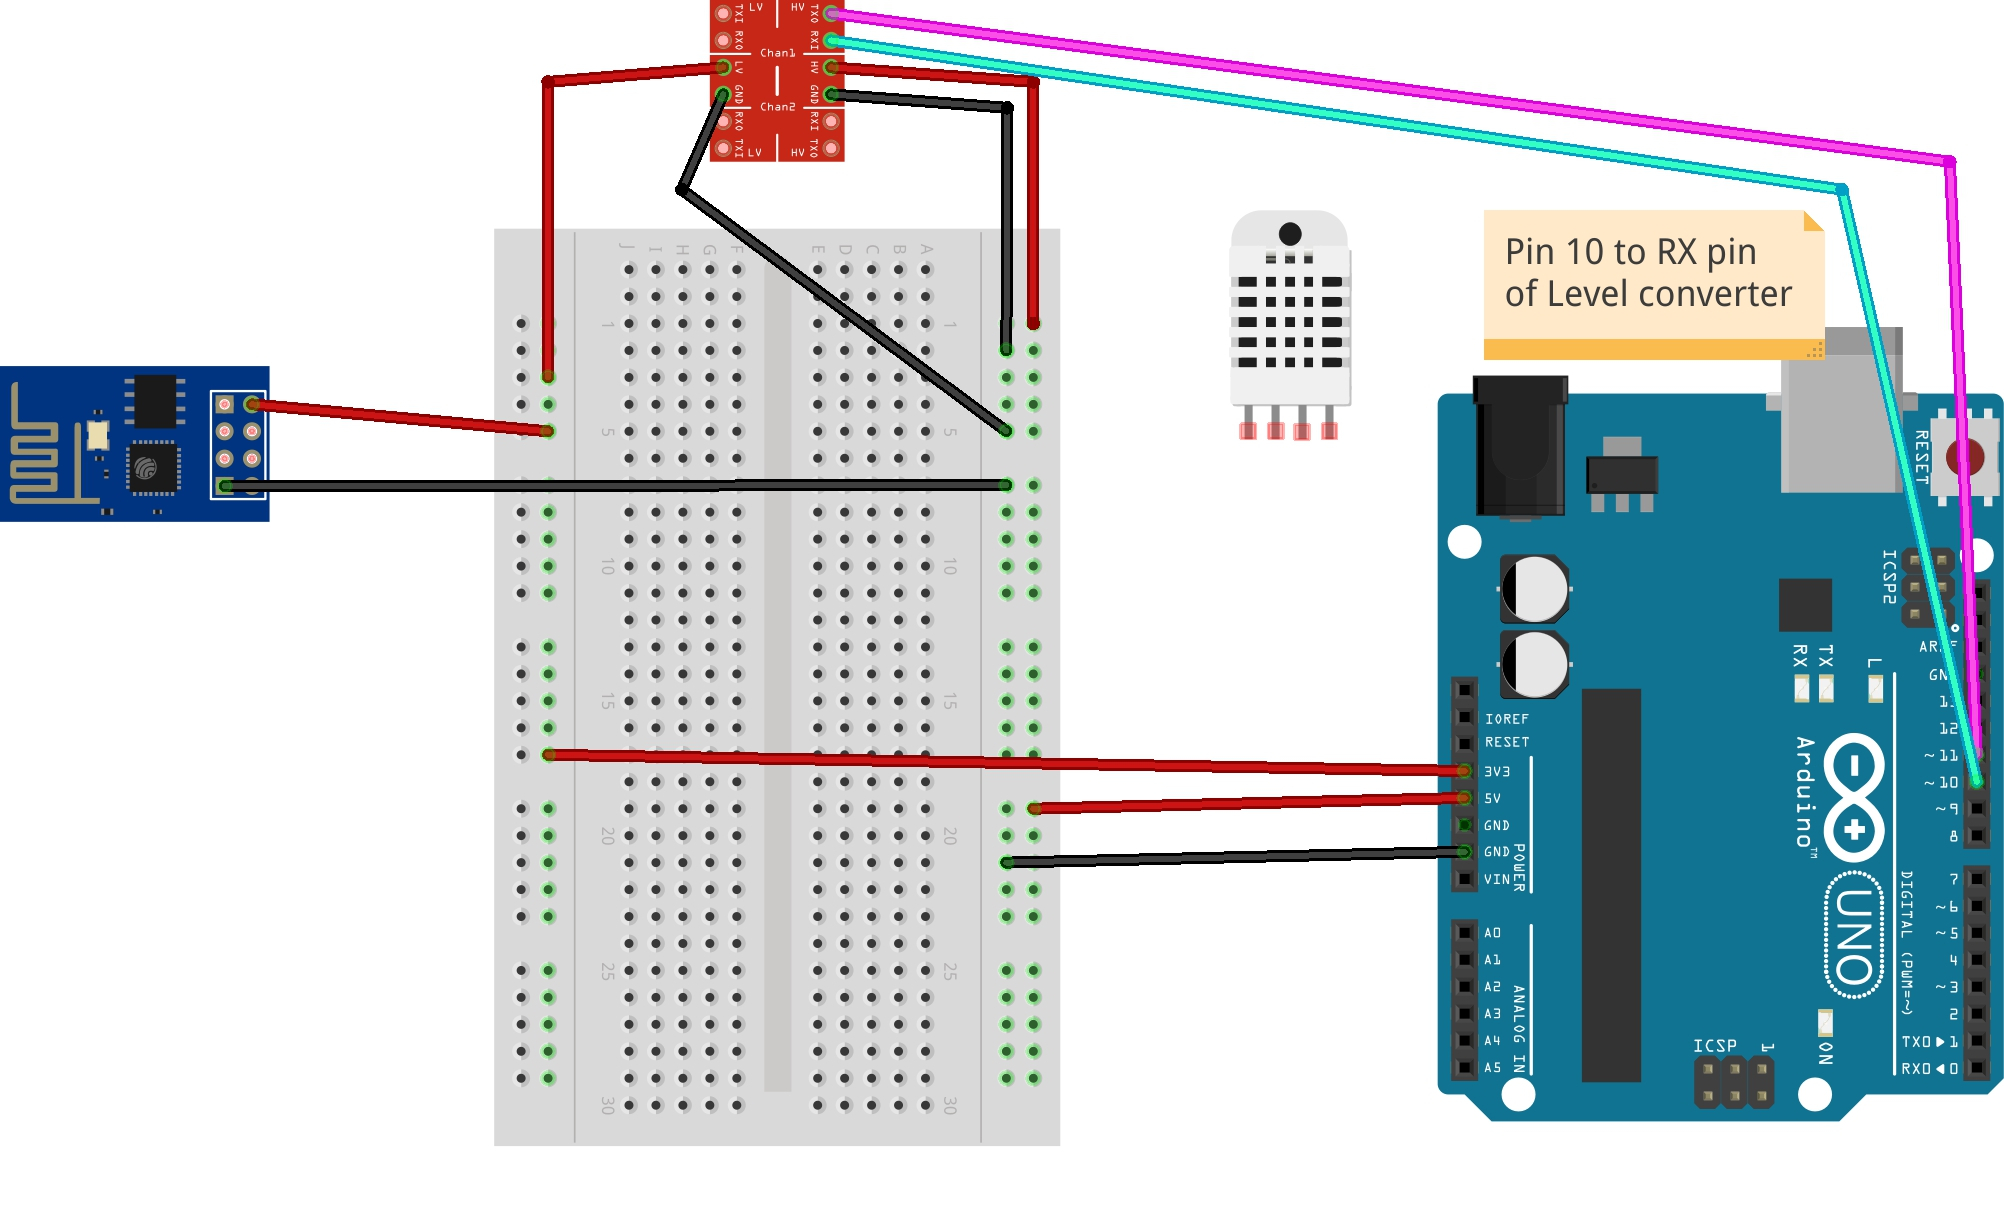 TXI LV HV TXO
RXO RXI
Chan1
LV HV
GND GND
Chan2
RXO RXI
TXI LV HV TXO
Pin 10 to RX pin
of Level converter
J I H G F E D C B A
1 1
5 5
10 10
15 15
20 20
25 25
30 30
RESET
ICSP2
RX TX L
AREF
GND
13
12
~11
~10
~9
8
7
~6
~5
4
~3
2
TX0▶1
RX0◀0
DIGITAL (PWM=~)
Arduino™
UNO
IOREF
RESET
3V3
5V
GND
GND
VIN
POWER
A0
A1
A2
A3
A4
A5
ANALOG IN
ICSP 1
ON